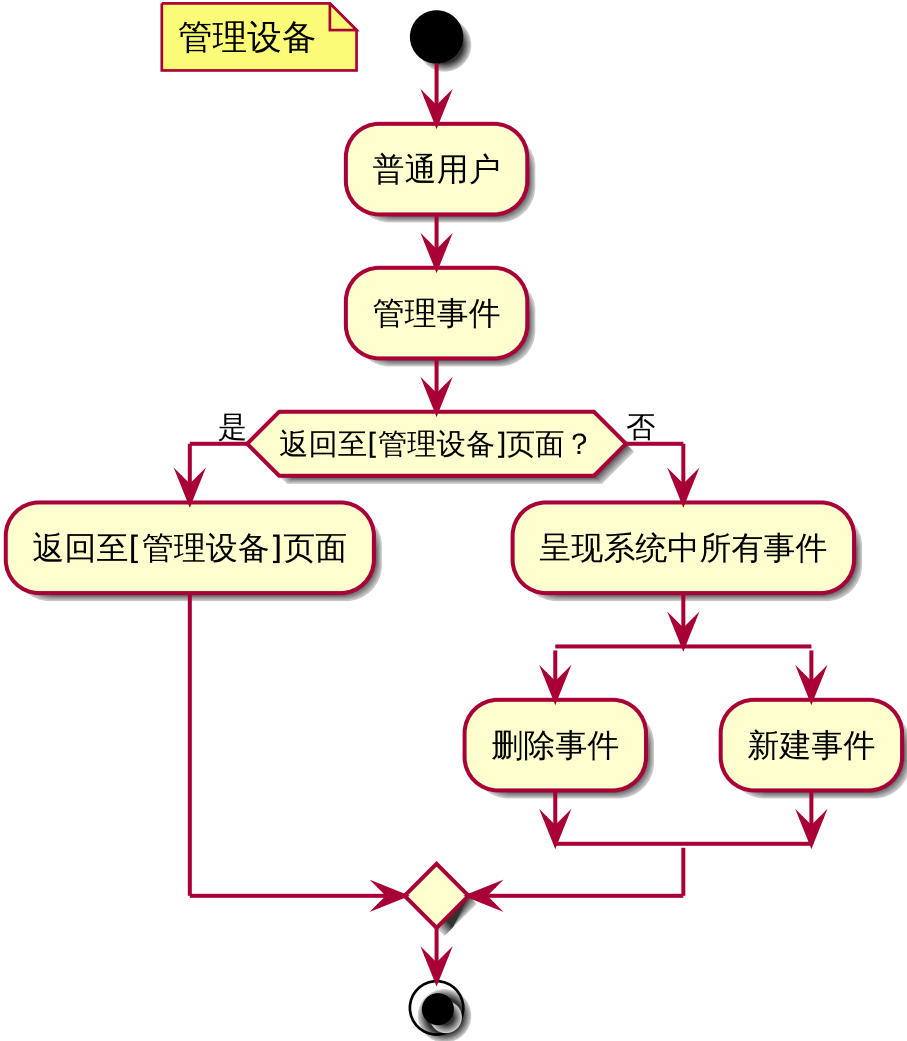 管理设备
普通用户
管理事件
是
返回至[管理设备]页面？
否
返回至[管理设备]页面
呈现系统中所有事件
删除事件
新建事件